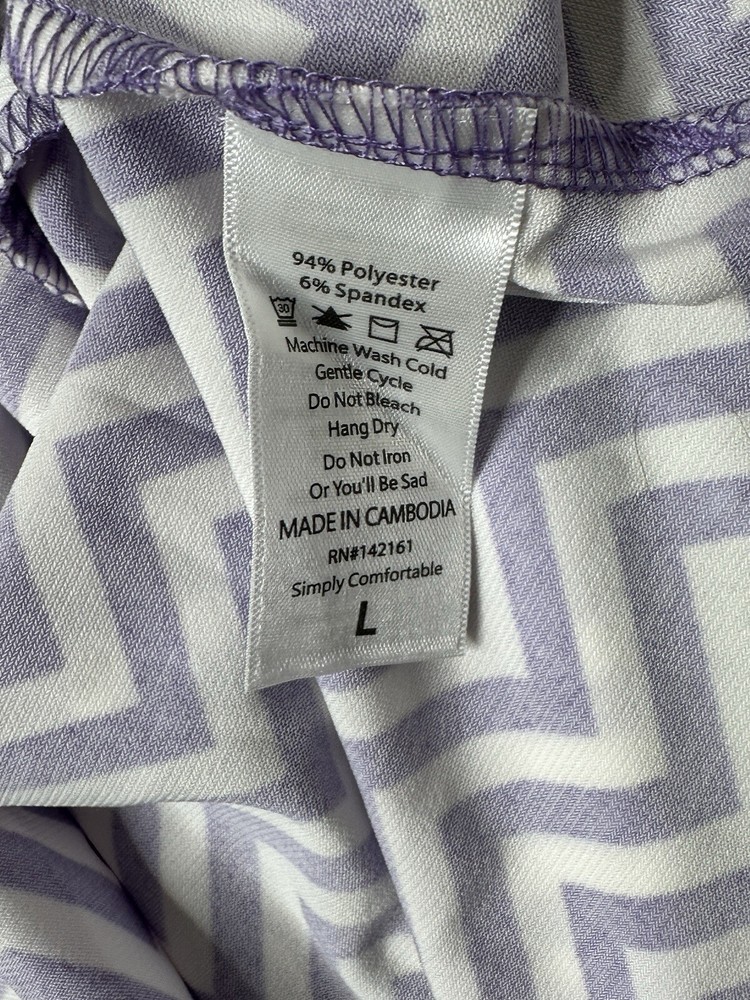 94% Polyester
6% Spandex
30
Machine Wash Cold
Gentle Cycle
Do Not Bleach
Hang Dry
Do Not Iron
Or You'll Be Sad
MADE IN CAMBODIA
RN#142161
Simply Comfortable
L